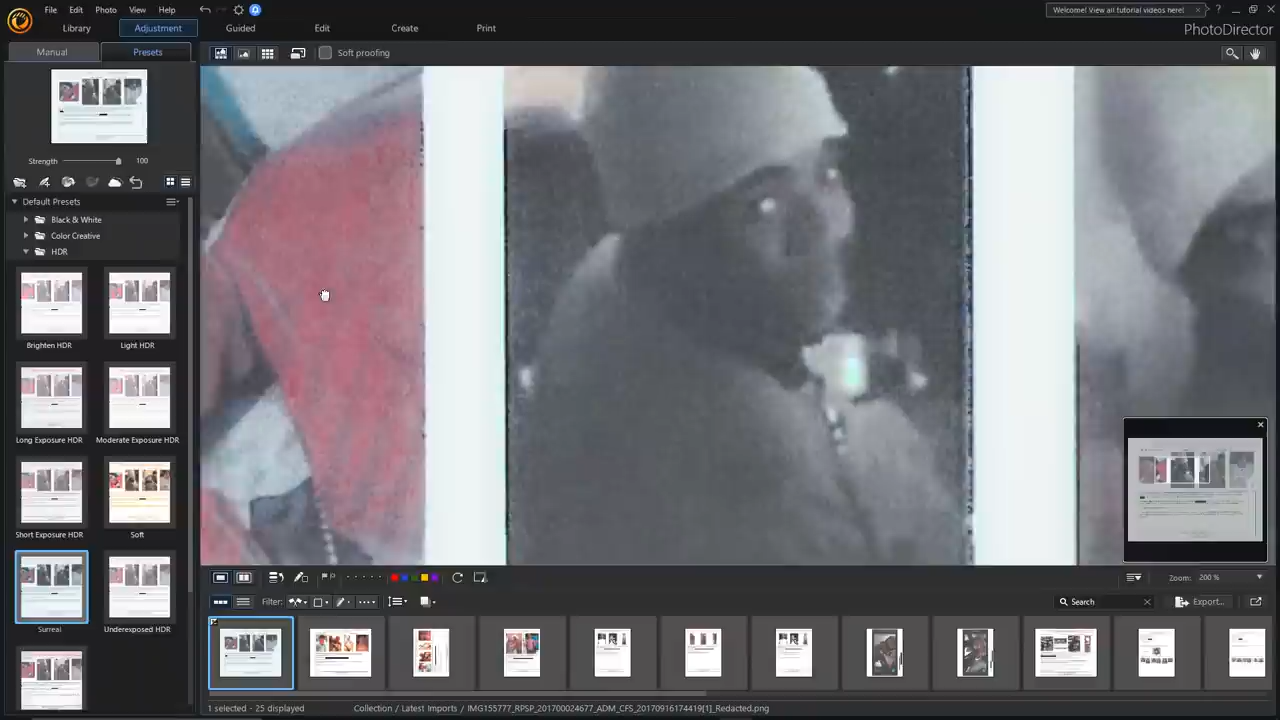 File Edit Photo View Help
Welcome! View all tutorial videos here!
Library Adjustment Guided Edit Create Print
PhotoDirector
Manual Presets
Soft proofing
Strength 100
Default Presets
Black & White
Color Creative
HDR
Brighten HDR Light HDR
Long Exposure HDR Moderate Exposure HDR
Short Exposure HDR Soft
Surreal Underexposed HDR
Zoom: 200 %
Filter: Search Export...
1 selected - 25 displayed Collection / Latest Imports / IMG155777_RPSP_201700024677_ADM_CFS_20170916174419[1]_Redacted.png